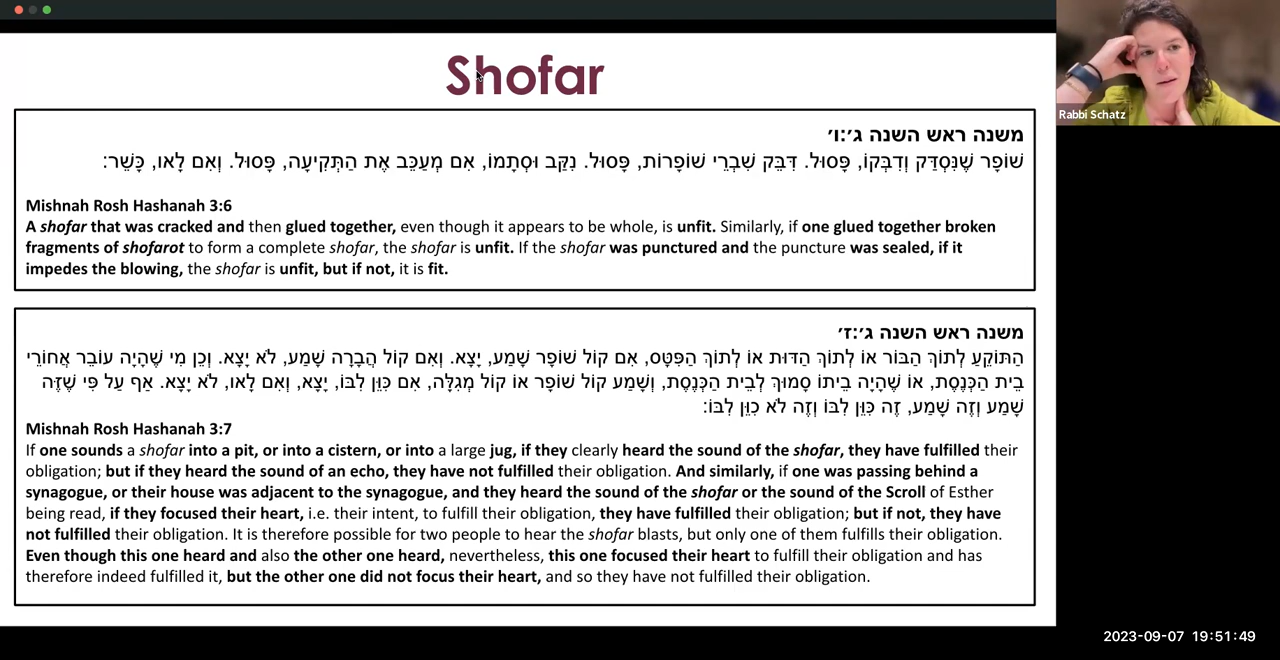 Shofar
משנה ראש השנה ג׳:ו׳
שׁוֹפָר שֶׁנִּסְדַּק וְדִבְּקוֹ, פָּסוּל. דִּבֵּק שִׁבְרֵי שׁוֹפָרוֹת, פָּסוּל. נִקַּב וּסְתָמוֹ, אִם מְעַכֵּב אֶת הַתְּקִיעָה, פָּסוּל. וְאִם לָאו, כָּשֵׁר:
Mishnah Rosh Hashanah 3:6
A shofar that was cracked and then glued together, even though it appears to be whole, is unfit. Similarly, if one glued together broken
fragments of shofarot to form a complete shofar, the shofar is unfit. If the shofar was punctured and the puncture was sealed, if it
impedes the blowing, the shofar is unfit, but if not, it is fit.
משנה ראש השנה ג׳:ז׳
הַתּוֹקֵעַ לְתוֹךְ הַבּוֹר אוֹ לְתוֹךְ הַדּוּת אוֹ לְתוֹךְ הַפִּטָּס, אִם קוֹל שׁוֹפָר שָׁמַע, יָצָא. וְאִם קוֹל הֲבָרָה שָׁמַע, לֹא יָצָא. וְכֵן מִי שֶׁהָיָה עוֹבֵר אֲחוֹרֵי
בֵית הַכְּנֶסֶת, אוֹ שֶׁהָיָה בֵיתוֹ סָמוּךְ לְבֵית הַכְּנֶסֶת, וְשָׁמַע קוֹל שׁוֹפָר אוֹ קוֹל מְגִלָּה, אִם כִּוֵּן לִבּוֹ, יָצָא, וְאִם לָאו, לֹא יָצָא. אַף עַל פִּי שֶׁזֶּה
שָׁמַע וְזֶה שָׁמַע, זֶה כִּוֵּן לִבּוֹ וְזֶה לֹא כִוֵּן לִבּוֹ:
Mishnah Rosh Hashanah 3:7
If one sounds a shofar into a pit, or into a cistern, or into a large jug, if they clearly heard the sound of the shofar, they have fulfilled their
obligation; but if they heard the sound of an echo, they have not fulfilled their obligation. And similarly, if one was passing behind a
synagogue, or their house was adjacent to the synagogue, and they heard the sound of the shofar or the sound of the Scroll of Esther
being read, if they focused their heart, i.e. their intent, to fulfill their obligation, they have fulfilled their obligation; but if not, they have
not fulfilled their obligation. It is therefore possible for two people to hear the shofar blasts, but only one of them fulfills their obligation.
Even though this one heard and also the other one heard, nevertheless, this one focused their heart to fulfill their obligation and has
therefore indeed fulfilled it, but the other one did not focus their heart, and so they have not fulfilled their obligation.
Rabbi Schatz
2023-09-07 19:51:49